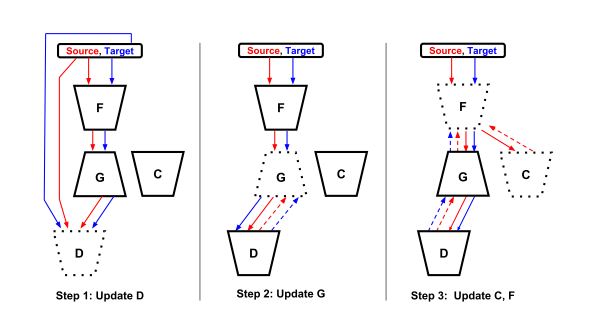 Source, Target
F
G
C
D
Step 1: Update D
Source, Target
F
G
C
D
Step 2: Update G
Source, Target
F
G
C
D
Step 3: Update C, F